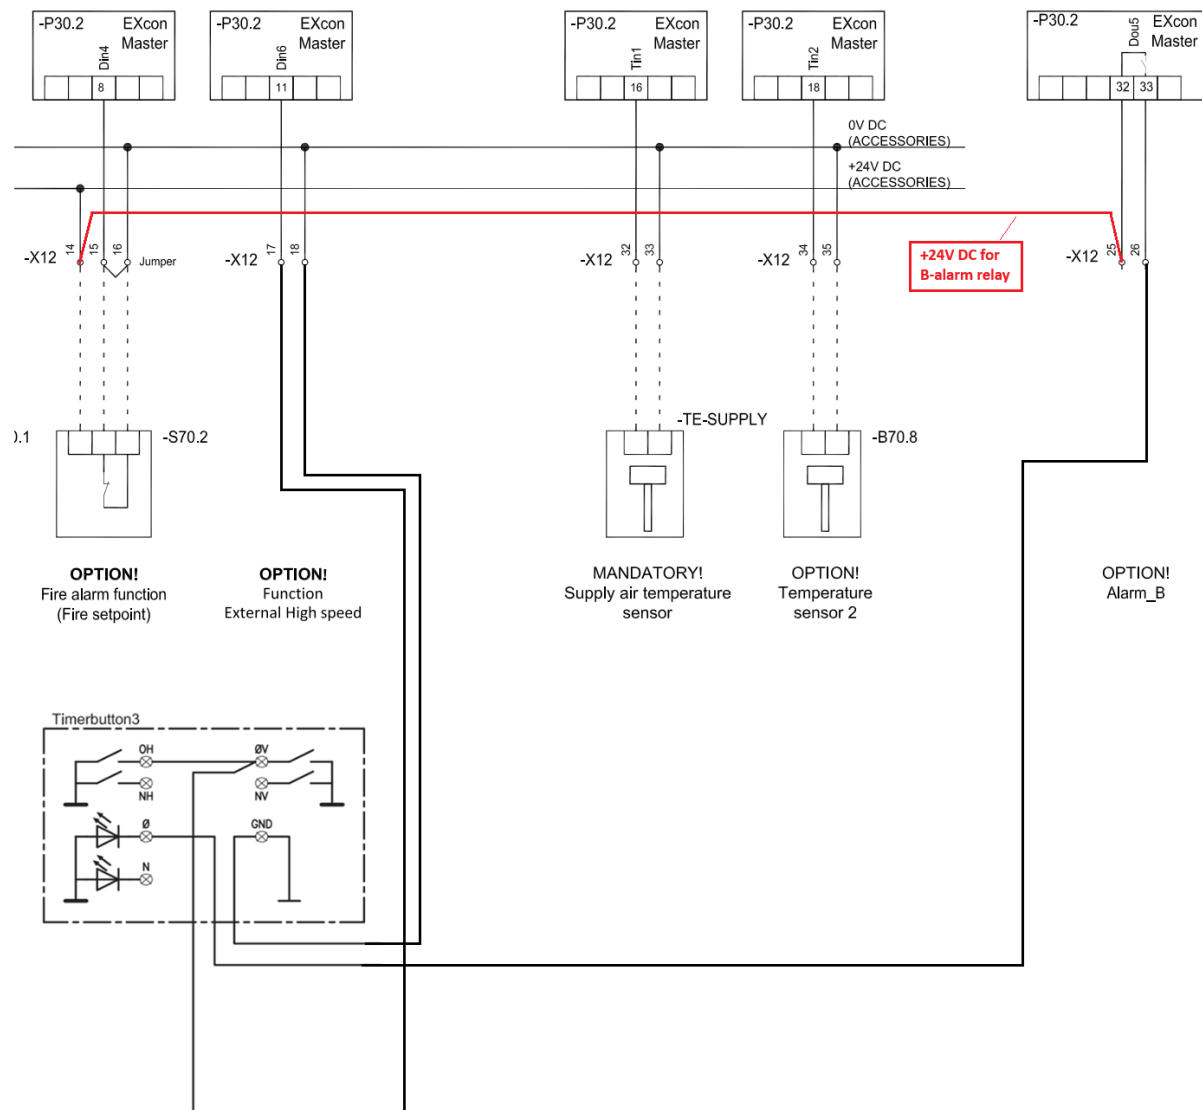 -P30.2 EXcon
Master
Din4
8
-P30.2 EXcon
Master
Din6
11
-P30.2 EXcon
Master
Tin1
16
-P30.2 EXcon
Master
Tin2
18
-P30.2 EXcon
Master
Dou5
32 33
0V DC
(ACCESSORIES)
+24V DC
(ACCESSORIES)
-X12 14 15 16 Jumper
-X12 17 18
-X12 32 33
-X12 34 35
+24V DC for
B-alarm relay
-X12 25 26
).1
-S70.2
-TE-SUPPLY
-B70.8
OPTION!
Fire alarm function
(Fire setpoint)
OPTION!
Function
External High speed
MANDATORY!
Supply air temperature
sensor
OPTION!
Temperature
sensor 2
OPTION!
Alarm_B
Timerbutton3
OH ØV
NH NV
Ø GND
N